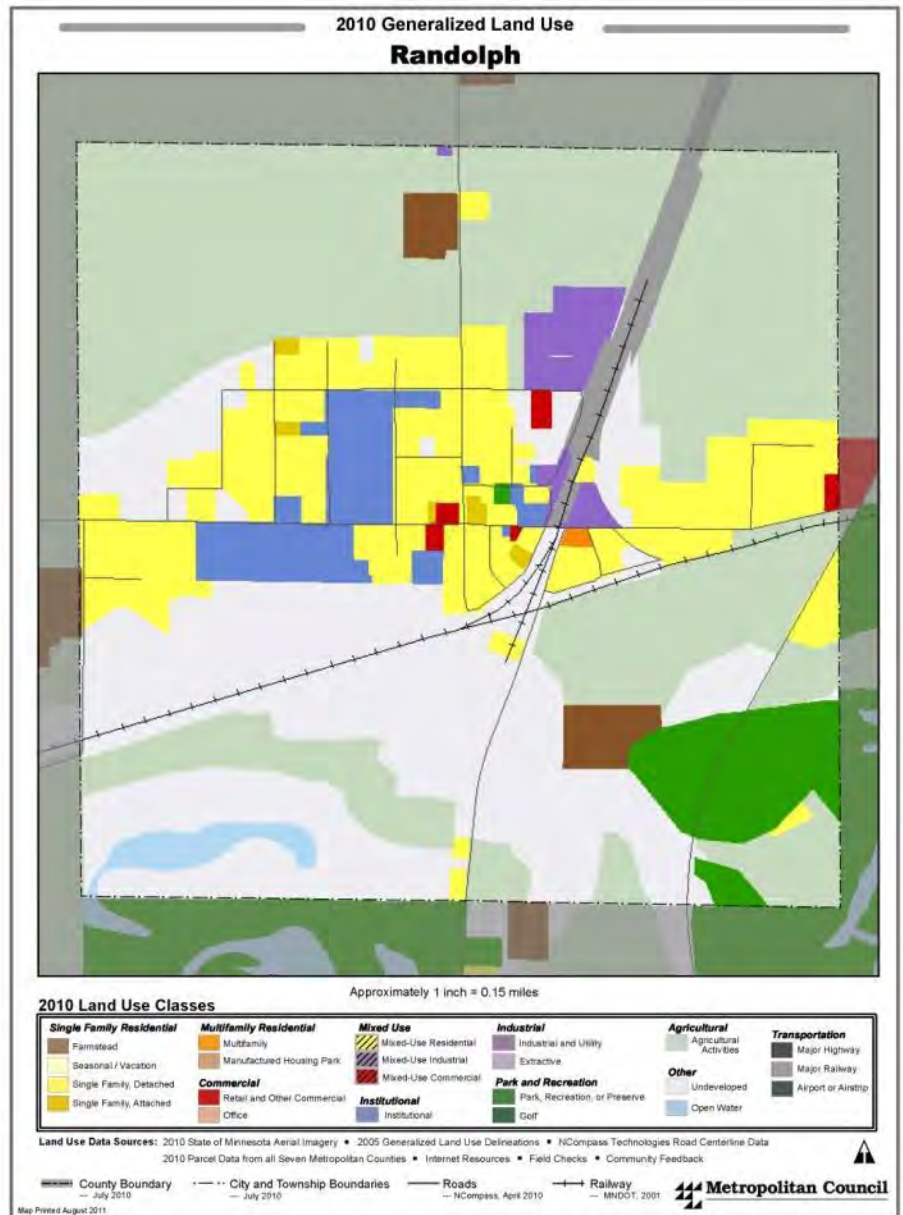 2010 Generalized Land Use
Randolph
Approximately 1 inch = 0.15 miles
2010 Land Use Classes
Single Family Residential
Farmstead
Seasonal / Vacation
Single Family, Detached
Single Family, Attached
Multifamily Residential
Multifamily
Manufactured Housing Park
Commercial
Retail and Other Commercial
Office
Mixed Use
Mixed-Use Residential
Mixed-Use Industrial
Mixed-Use Commercial
Institutional
Institutional
Industrial
Industrial and Utility
Extractive
Park and Recreation
Park, Recreation, or Preserve
Golf
Agricultural
Agricultural
Activities
Other
Undeveloped
Open Water
Transportation
Major Highway
Major Railway
Airport or Airstrip
Land Use Data Sources: 2010 State of Minnesota Aerial Imagery • 2005 Generalized Land Use Delineations • NCompass Technologies Road Centerline Data
2010 Parcel Data from all Seven Metropolitan Counties • Internet Resources • Field Checks • Community Feedback
County Boundary
— July 2010
City and Township Boundaries
— July 2010
Roads
— NCompass, April 2010
Railway
— MNDOT, 2001
Metropolitan Council
Map Printed August 2011